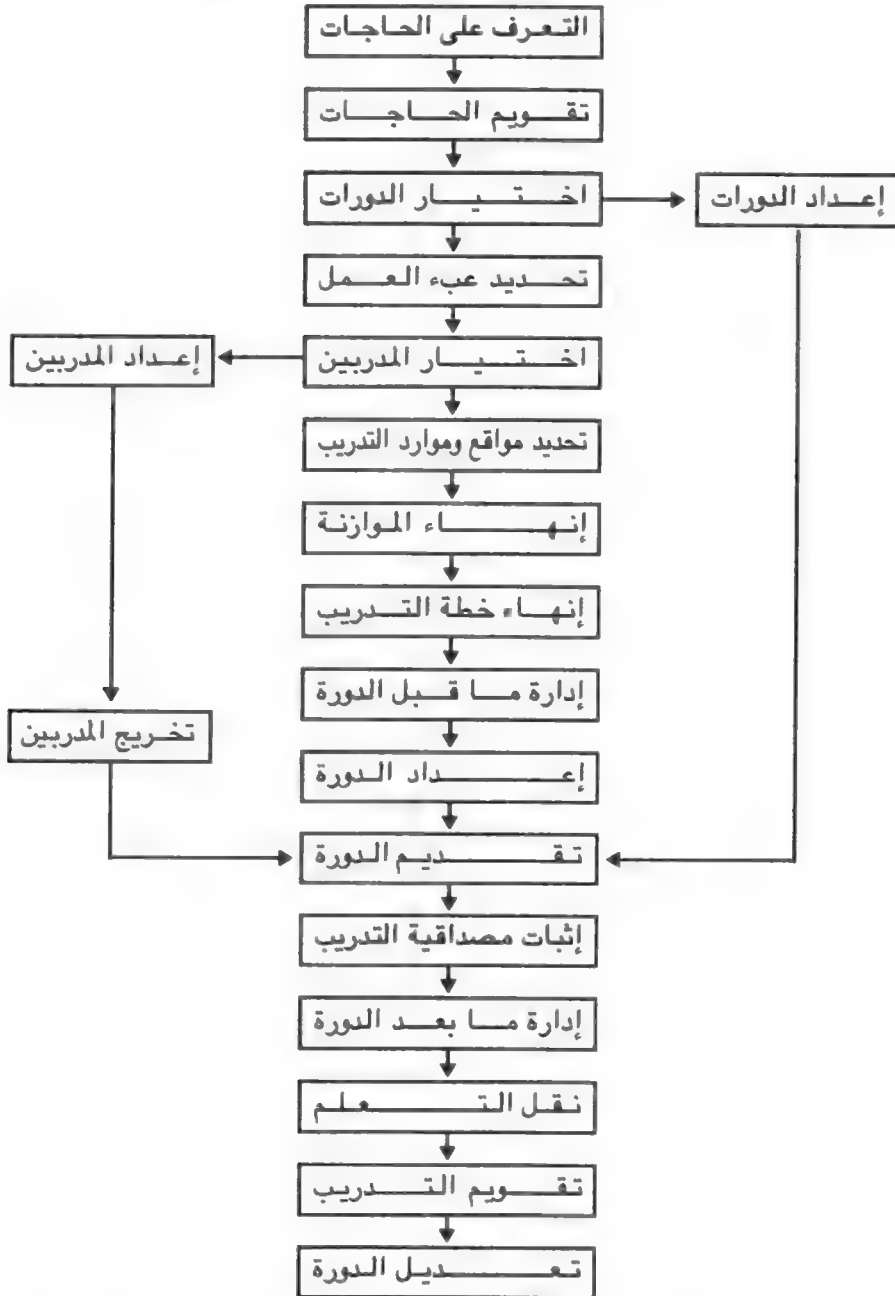 التعرف على الحاجات
تقويم الحاجات
اختيار الدورات
إعداد الدورات
تحديد عبء العمل
اختيار المدربين
إعداد المدربين
تحديد مواقع وموارد التدريب
إنهاء الموازنة
إنهاء خطة التدريب
إدارة ما قبل الدورة
تخريج المدربين
إعداد الدورة
تقديم الدورة
إثبات مصداقية التدريب
إدارة ما بعد الدورة
نقل التعلم
تقويم التدريب
تعديل الدورة